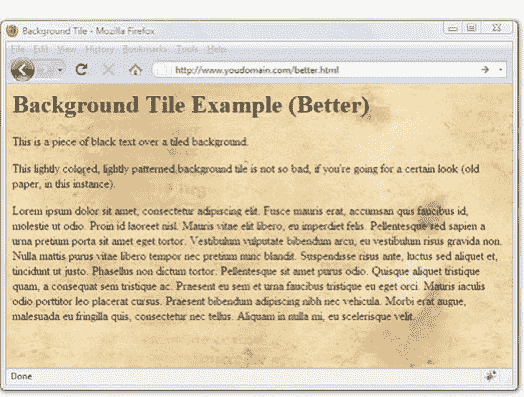 Background Tile - Mozilla Firefox
File Edit View History Bookmarks Tools Help
http://www.youdomain.com/better.html
Background Tile Example (Better)
This is a piece of black text over a tiled background.
This lightly colored, lightly patterned background tile is not so bad, if you're going for a certain look (old
paper, in this instance).
Lorem ipsum dolor sit amet, consectetur adipiscing elit. Fusce mauris erat, accumsan quis faucibus id,
molestie ut odio. Proin id laoreet nisl. Mauris vitae elit libero, eu imperdiet felis. Pellentesque sed sapien a
urna pretium porta sit amet eget tortor. Vestibulum vulputate bibendum arcu, eu vestibulum risus gravida non.
Nulla mattis purus vitae libero tempor nec pretium nunc blandit. Suspendisse risus ante, luctus sed aliquet et,
tincidunt ut justo. Phasellus non dictum tortor. Pellentesque sit amet purus odio. Quisque aliquet tristique
quam, a consequat sem tristique ac. Praesent eu sem et urna faucibus tristique eu eget orci. Mauris iaculis
odio porttitor leo placerat cursus. Praesent bibendum adipiscing nibh nec vehicula. Morbi erat augue,
malesuada eu fringilla quis, consectetur nec tellus. Aliquam in nulla mi, eu scelerisque velit.
Done